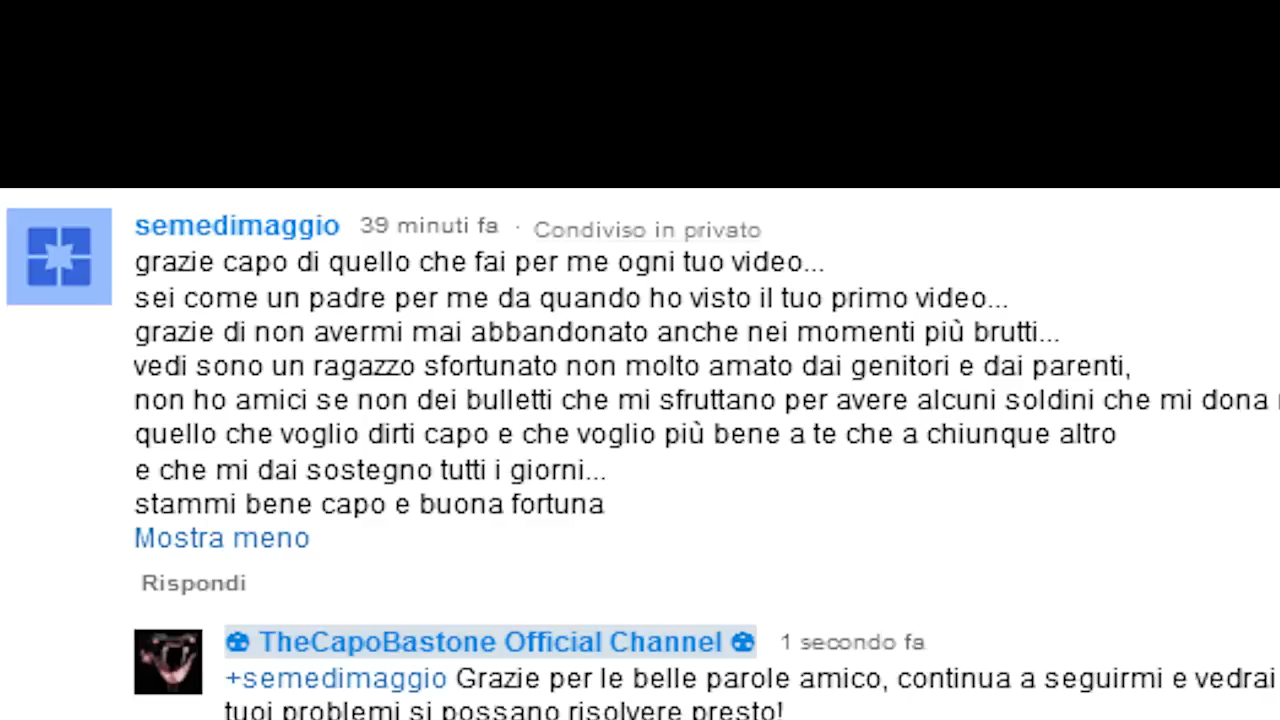 semedimaggio 39 minuti fa · Condiviso in privato
grazie capo di quello che fai per me ogni tuo video...
sei come un padre per me da quando ho visto il tuo primo video...
grazie di non avermi mai abbandonato anche nei momenti più brutti...
vedi sono un ragazzo sfortunato non molto amato dai genitori e dai parenti,
non ho amici se non dei bulletti che mi sfruttano per avere alcuni soldini che mi dona
quello che voglio dirti capo e che voglio più bene a te che a chiunque altro
e che mi dai sostegno tutti i giorni...
stammi bene capo e buona fortuna
Mostra meno
Rispondi
TheCapoBastone Official Channel 1 secondo fa
+semedimaggio Grazie per le belle parole amico, continua a seguirmi e vedrai
tuoi problemi si possano risolvere presto!